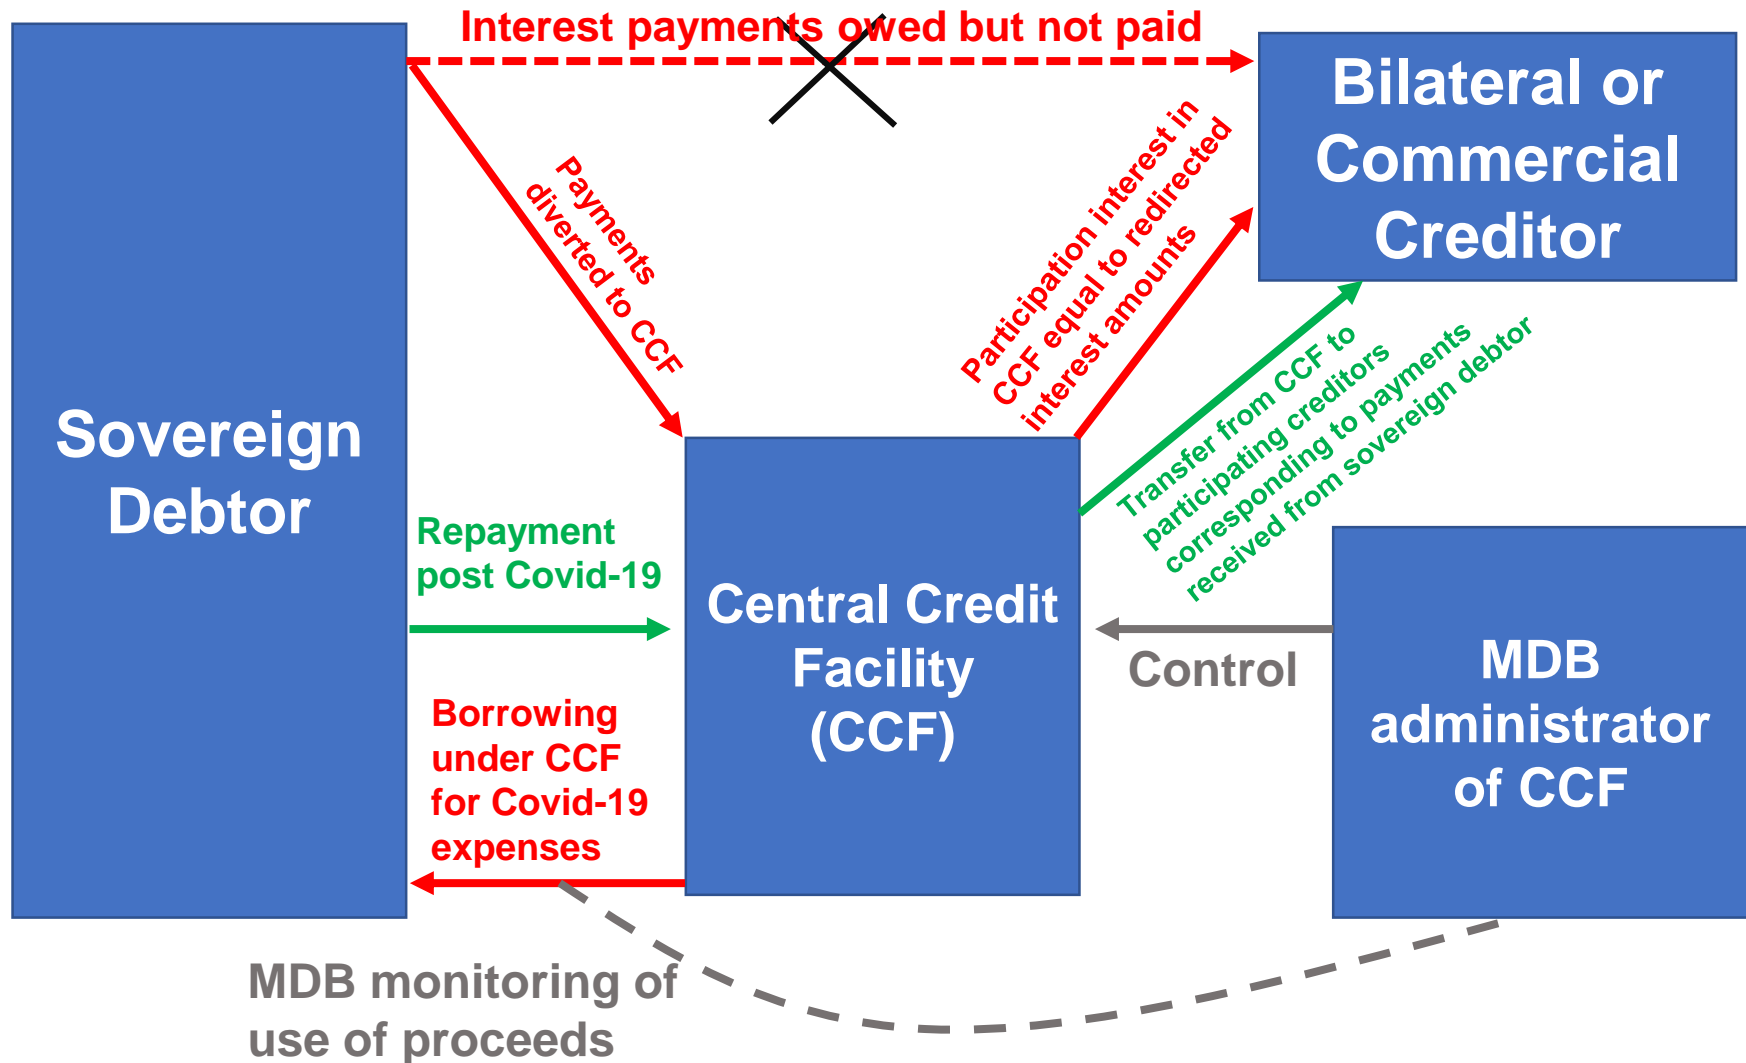 Interest payments owed but not paid
Sovereign
Debtor
Bilateral or
Commercial
Creditor
Payments
diverted to CCF
Participation interest in
CCF equal to redirected
interest amounts
Transfer from CCF to
participating creditors
corresponding to payments
received from sovereign debtor
Repayment
post Covid-19
Central Credit
Facility
(CCF)
Control
MDB
administrator
of CCF
Borrowing
under CCF
for Covid-19
expenses
MDB monitoring of
use of proceeds